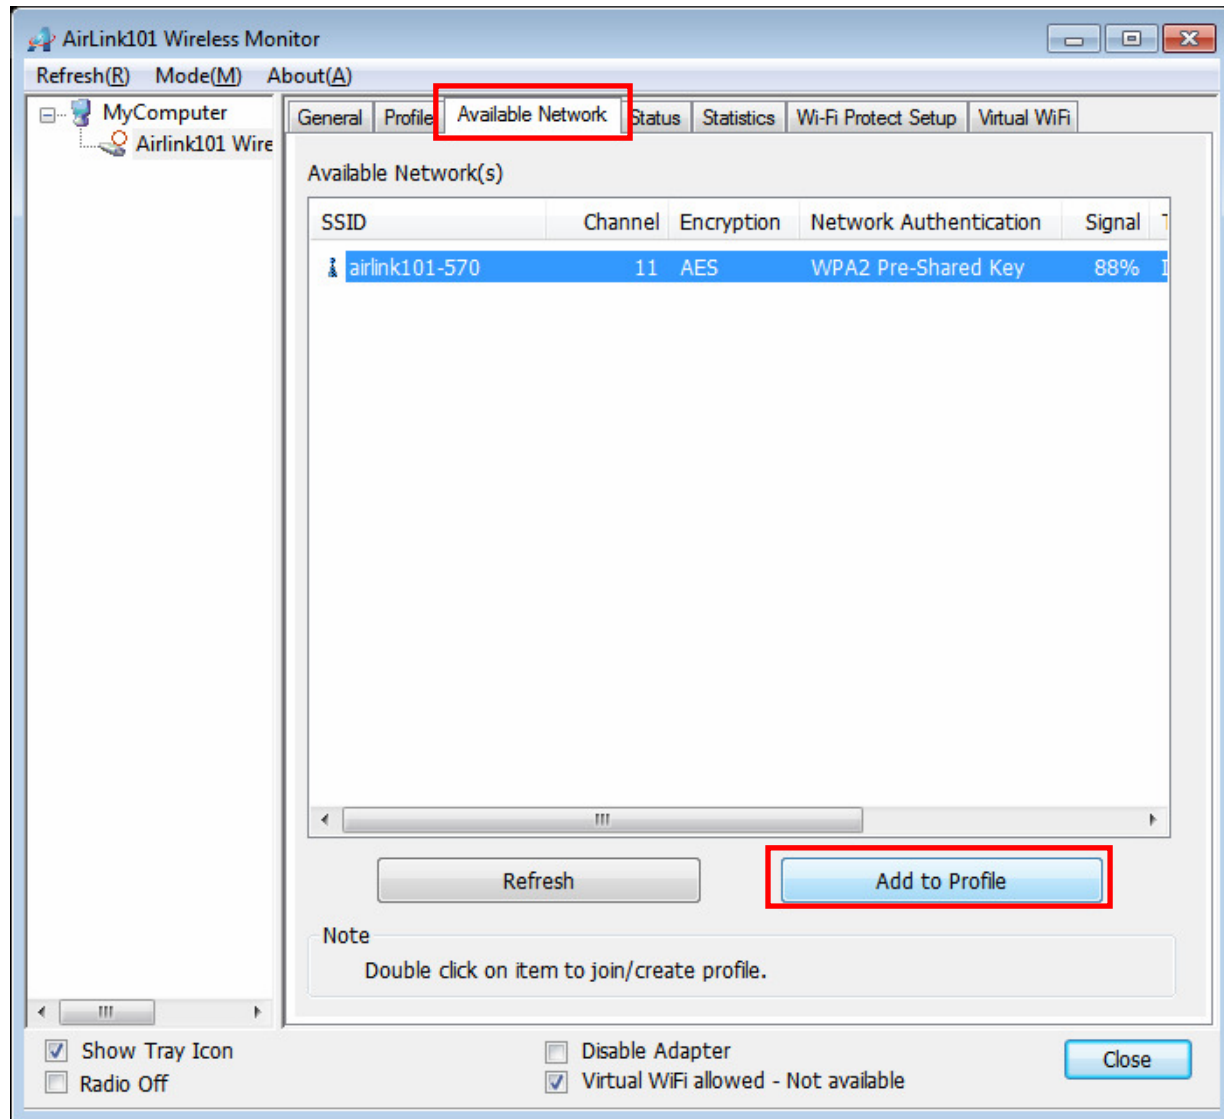 AirLink101 Wireless Monitor
Refresh(R) Mode(M) About(A)
MyComputer
Airlink101 Wire
General Profile Available Network Status Statistics Wi-Fi Protect Setup Virtual WiFi
Available Network(s)
SSID Channel Encryption Network Authentication Signal
airlink101-570 11 AES WPA2 Pre-Shared Key 88%
Refresh Add to Profile
Note
Double click on item to join/create profile.
Show Tray Icon Disable Adapter Close
Radio Off Virtual WiFi allowed - Not available